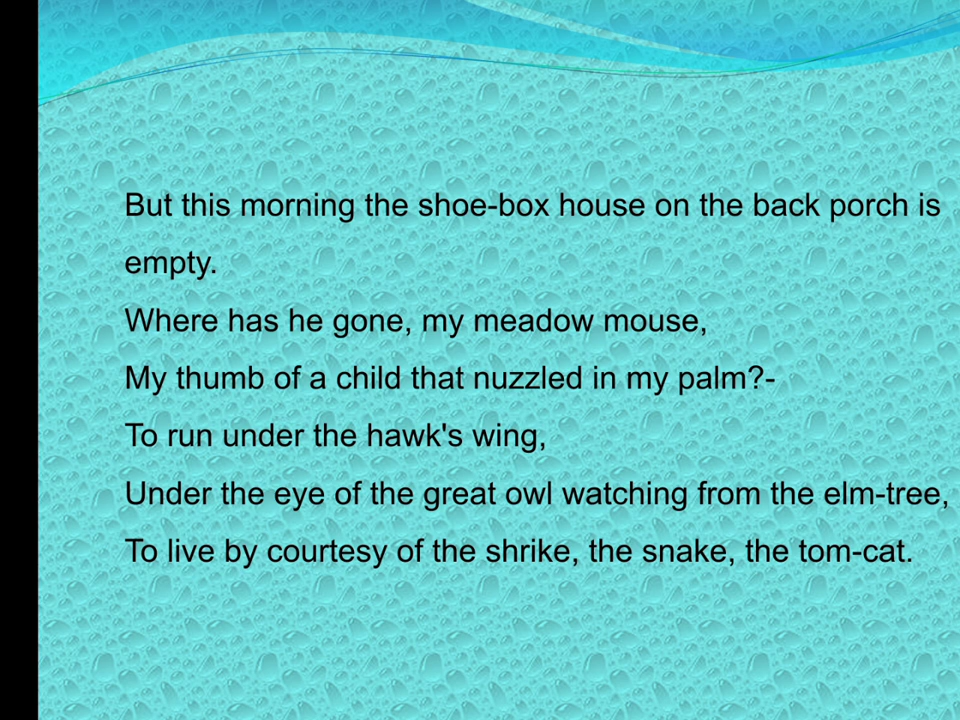 But this morning the shoe-box house on the back porch is
empty.
Where has he gone, my meadow mouse,
My thumb of a child that nuzzled in my palm?-
To run under the hawk's wing,
Under the eye of the great owl watching from the elm-tree,
To live by courtesy of the shrike, the snake, the tom-cat.